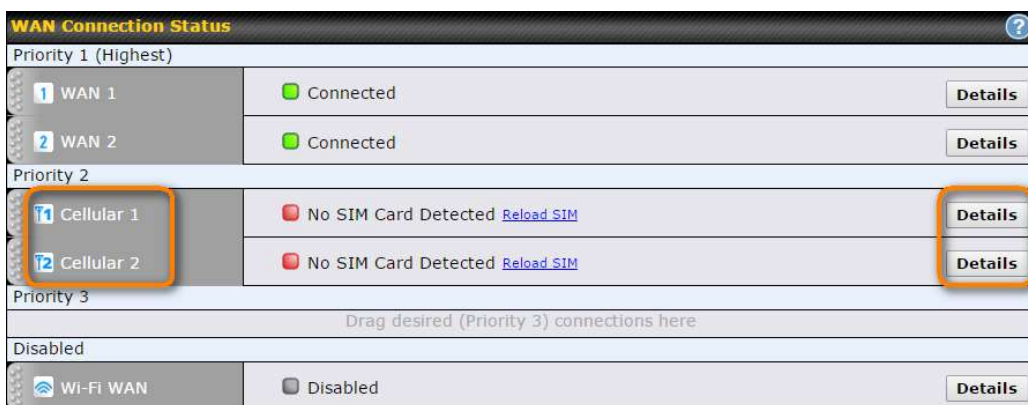 WAN Connection Status ?
Priority 1 (Highest)
1 WAN 1 Connected Details
2 WAN 2 Connected Details
Priority 2
1 Cellular 1 No SIM Card Detected Reload SIM Details
2 Cellular 2 No SIM Card Detected Reload SIM Details
Priority 3
Drag desired (Priority 3) connections here
Disabled
Wi-Fi WAN Disabled Details